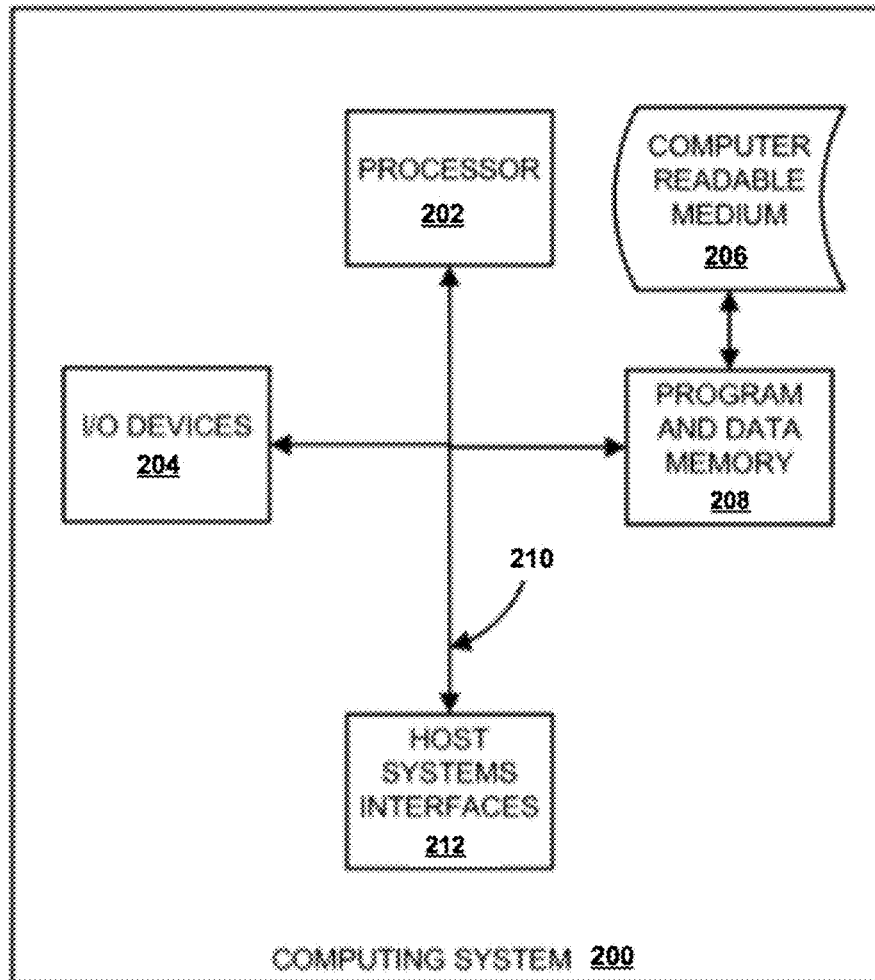 PROCESSOR
202
COMPUTER
READABLE
MEDIUM
206
I/O DEVICES
204
PROGRAM
AND DATA
MEMORY
208
210
HOST
SYSTEMS
INTERFACES
212
COMPUTING SYSTEM 200